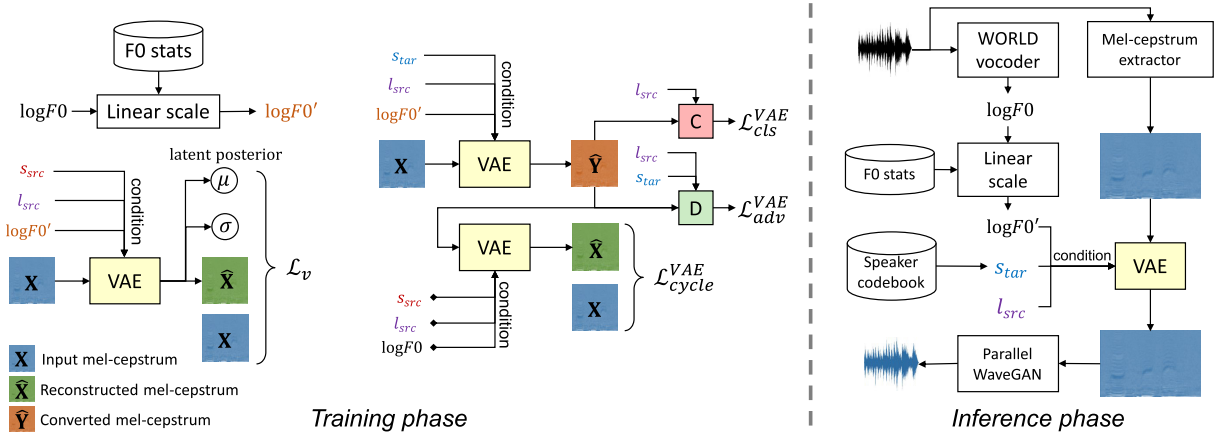 F0 stats
logF0
Linear scale
logF0′
latent posterior
s_src
l_src
logF0′
condition
μ
σ
X
VAE
X̂
X
ℒ_v
X Input mel-cepstrum
X̂ Reconstructed mel-cepstrum
Ŷ Converted mel-cepstrum
s_tar
l_src
logF0′
condition
X
VAE
Ŷ
l_src
C
ℒ_cls^VAE
l_src
s_tar
D
ℒ_adv^VAE
VAE
X̂
X
ℒ_cycle^VAE
s_src
l_src
logF0
condition
Training phase
WORLD
vocoder
Mel-cepstrum
extractor
logF0
F0 stats
Linear
scale
logF0′
Speaker
codebook
s_tar
l_src
condition
VAE
Parallel
WaveGAN
Inference phase